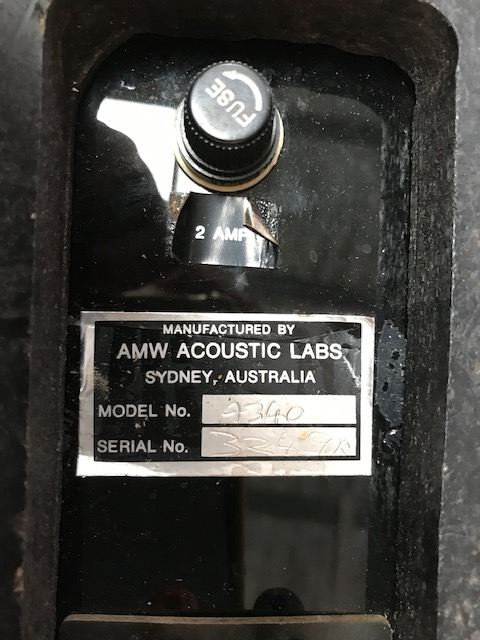 FUSE
2 AMP
MANUFACTURED BY
AMW ACOUSTIC LABS
SYDNEY, AUSTRALIA
MODEL No.
SERIAL No.